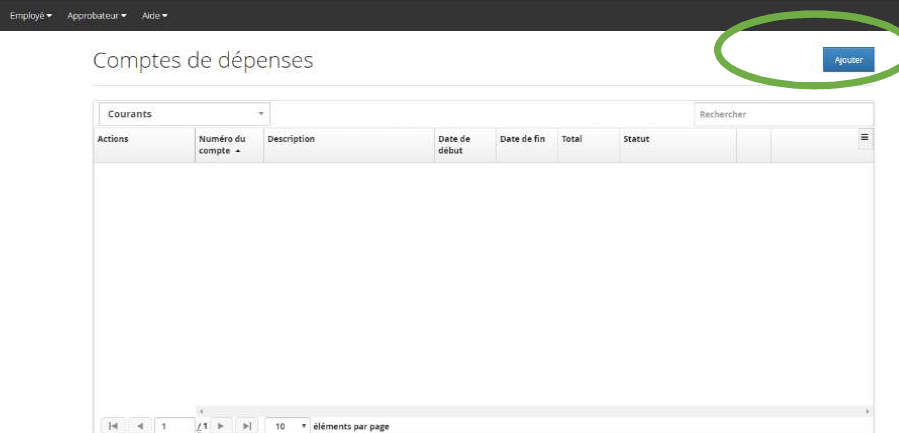 Employé Approbateur Aide
Comptes de dépenses
Ajouter
Courants
Rechercher
Actions Numéro du compte Description Date de début Date de fin Total Statut
1 / 1 10 éléments par page